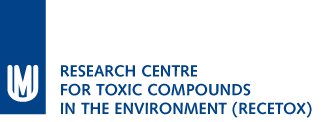 RESEARCH CENTRE
FOR TOXIC COMPOUNDS
IN THE ENVIRONMENT (RECETOX)